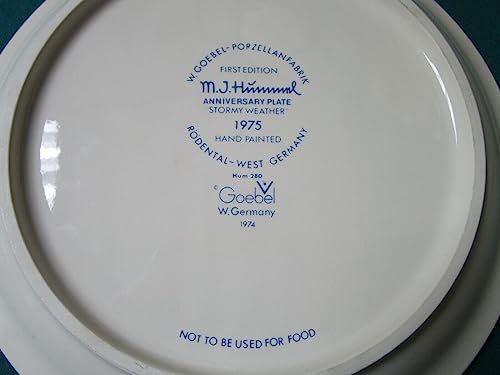 W. GOEBEL-PORZELLANFABRIK
FIRST EDITION
M.J. Hummel
ANNIVERSARY PLATE
STORMY WEATHER
1975
HAND PAINTED
RÖDENTAL-WEST GERMANY
Hum 280
© Goebel
W. Germany
1974
NOT TO BE USED FOR FOOD